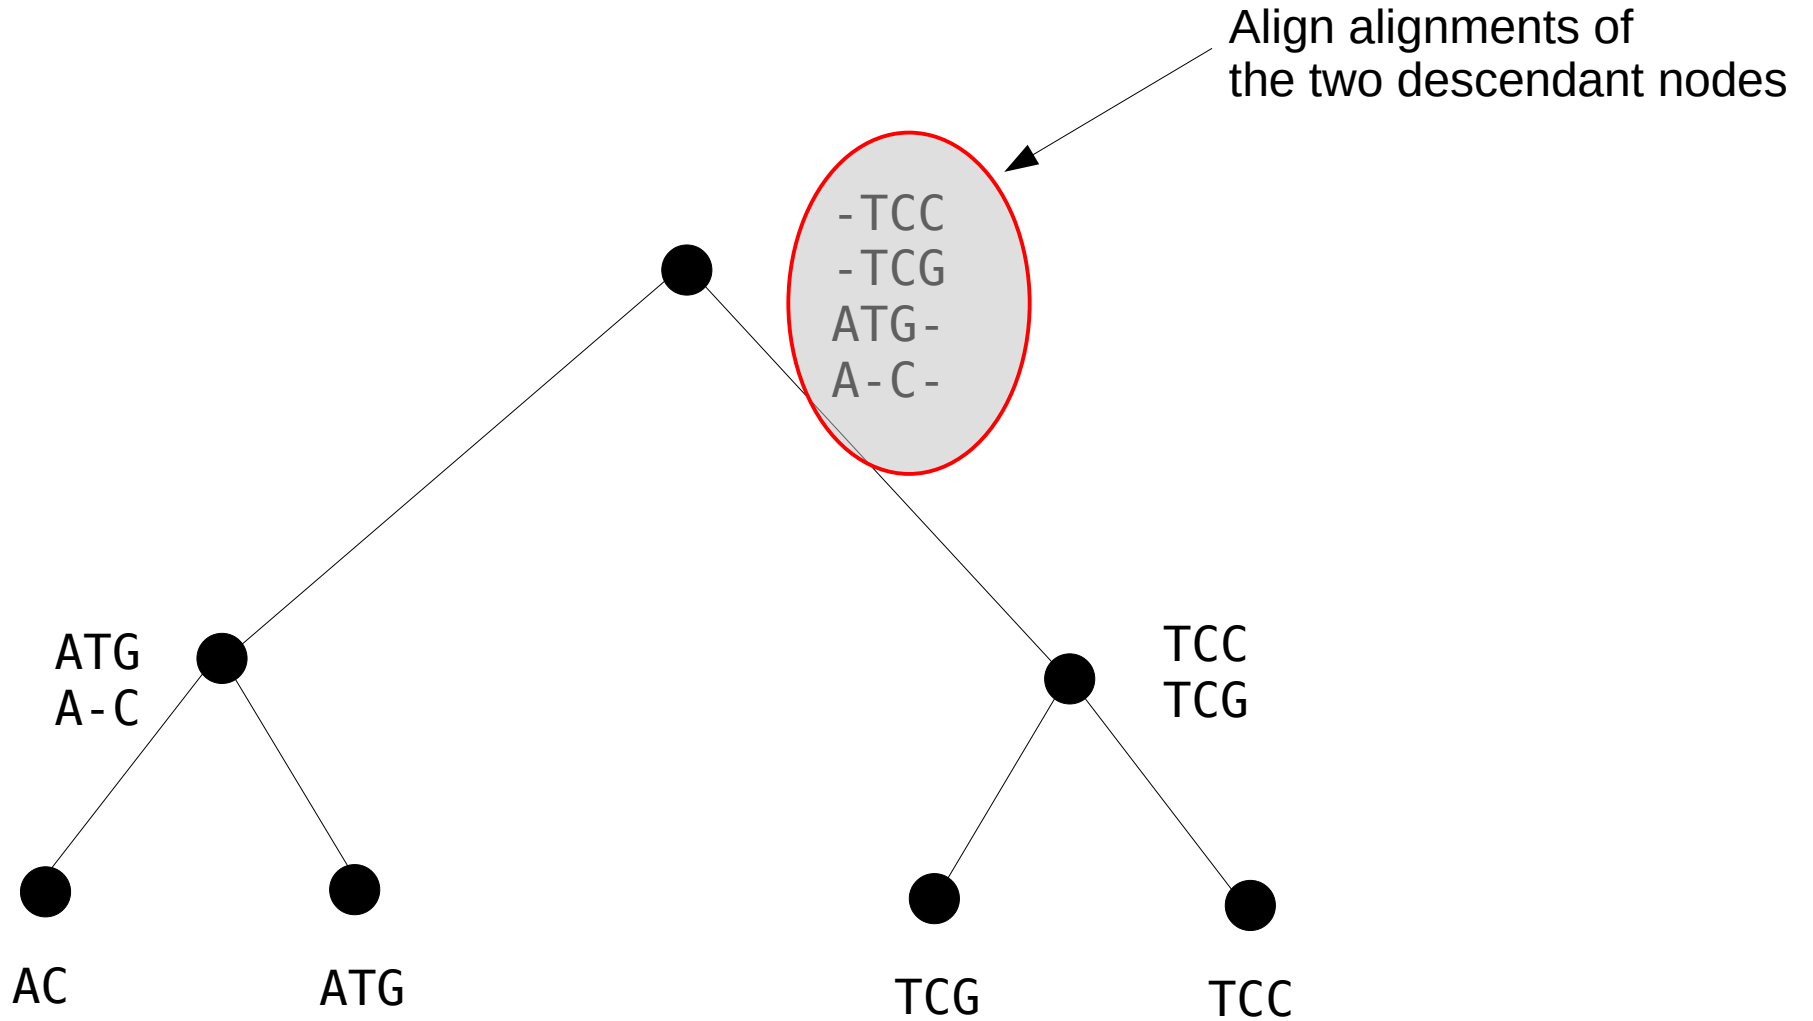 Align alignments of
the two descendant nodes
-TCC
-TCG
ATG-
A-C-
ATG
A-C
TCC
TCG
AC
ATG
TCG
TCC